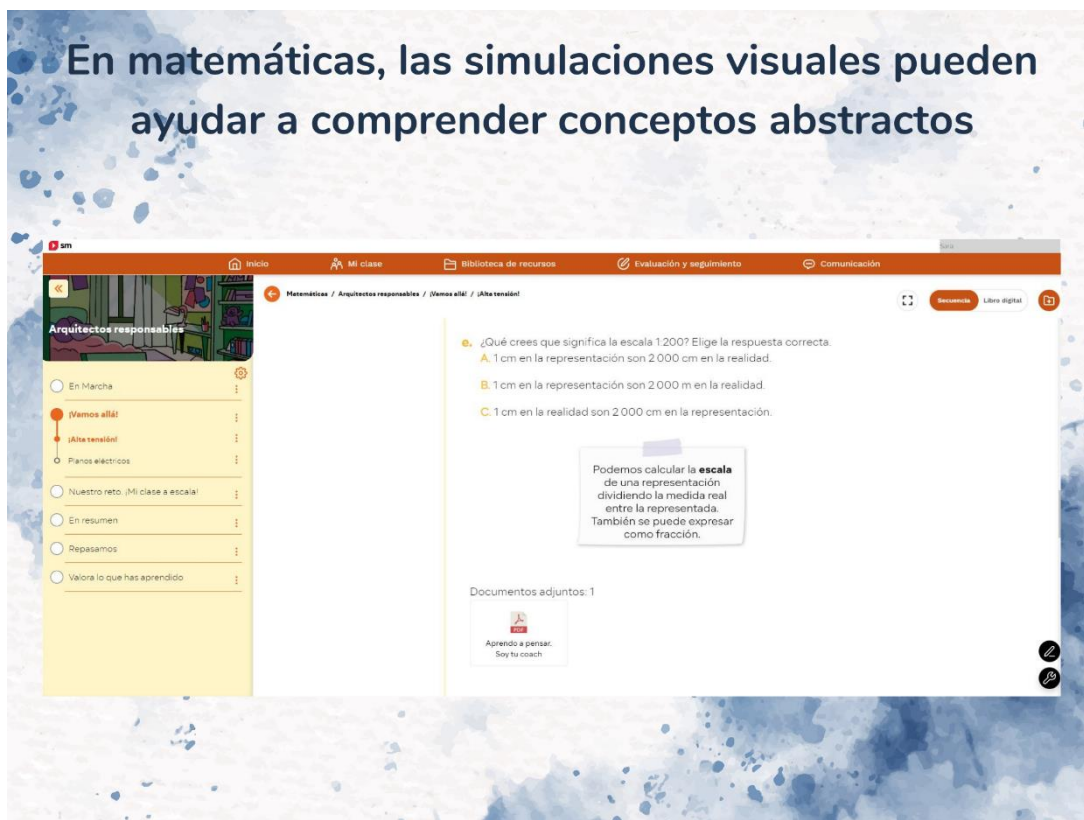 En matemáticas, las simulaciones visuales pueden
ayudar a comprender conceptos abstractos
sm
Sara
Inicio
Mi clase
Biblioteca de recursos
Evaluación y seguimiento
Comunicación
Arquitectos responsables
Matemáticas / Arquitectos responsables / ¡Vamos allá! / ¡Alta tensión!
Secuencia
Libro digital
En Marcha
¡Vamos allá!
¡Alta tensión!
Planos eléctricos
Nuestro reto. ¡Mi clase a escala!
En resumen
Repasamos
Valora lo que has aprendido
e. ¿Qué crees que significa la escala 1:200? Elige la respuesta correcta.
A. 1 cm en la representación son 2 000 cm en la realidad.
B. 1 cm en la representación son 2 000 m en la realidad.
C. 1 cm en la realidad son 2 000 cm en la representación.
Podemos calcular la escala
de una representación
dividiendo la medida real
entre la representada.
También se puede expresar
como fracción.
Documentos adjuntos: 1
PDF
Aprendo a pensar.
Soy tu coach